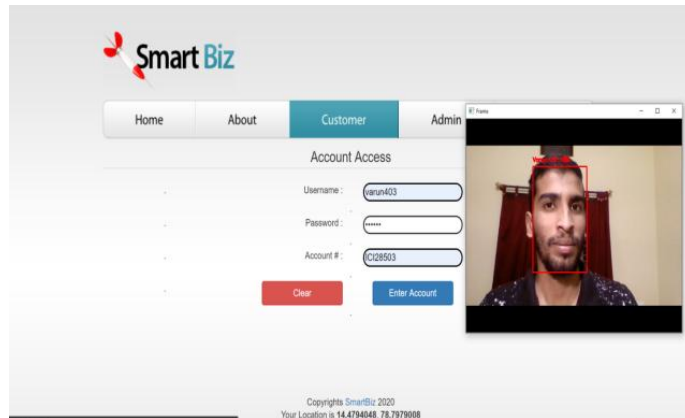 Smart Biz
Home About Customer Admin
Frame
Account Access
Username : varun403
Password : ······
Account # : ICI28503
Clear Enter Account
Copyrights SmartBiz 2020
Your Location is 14.4794048, 78.7979008